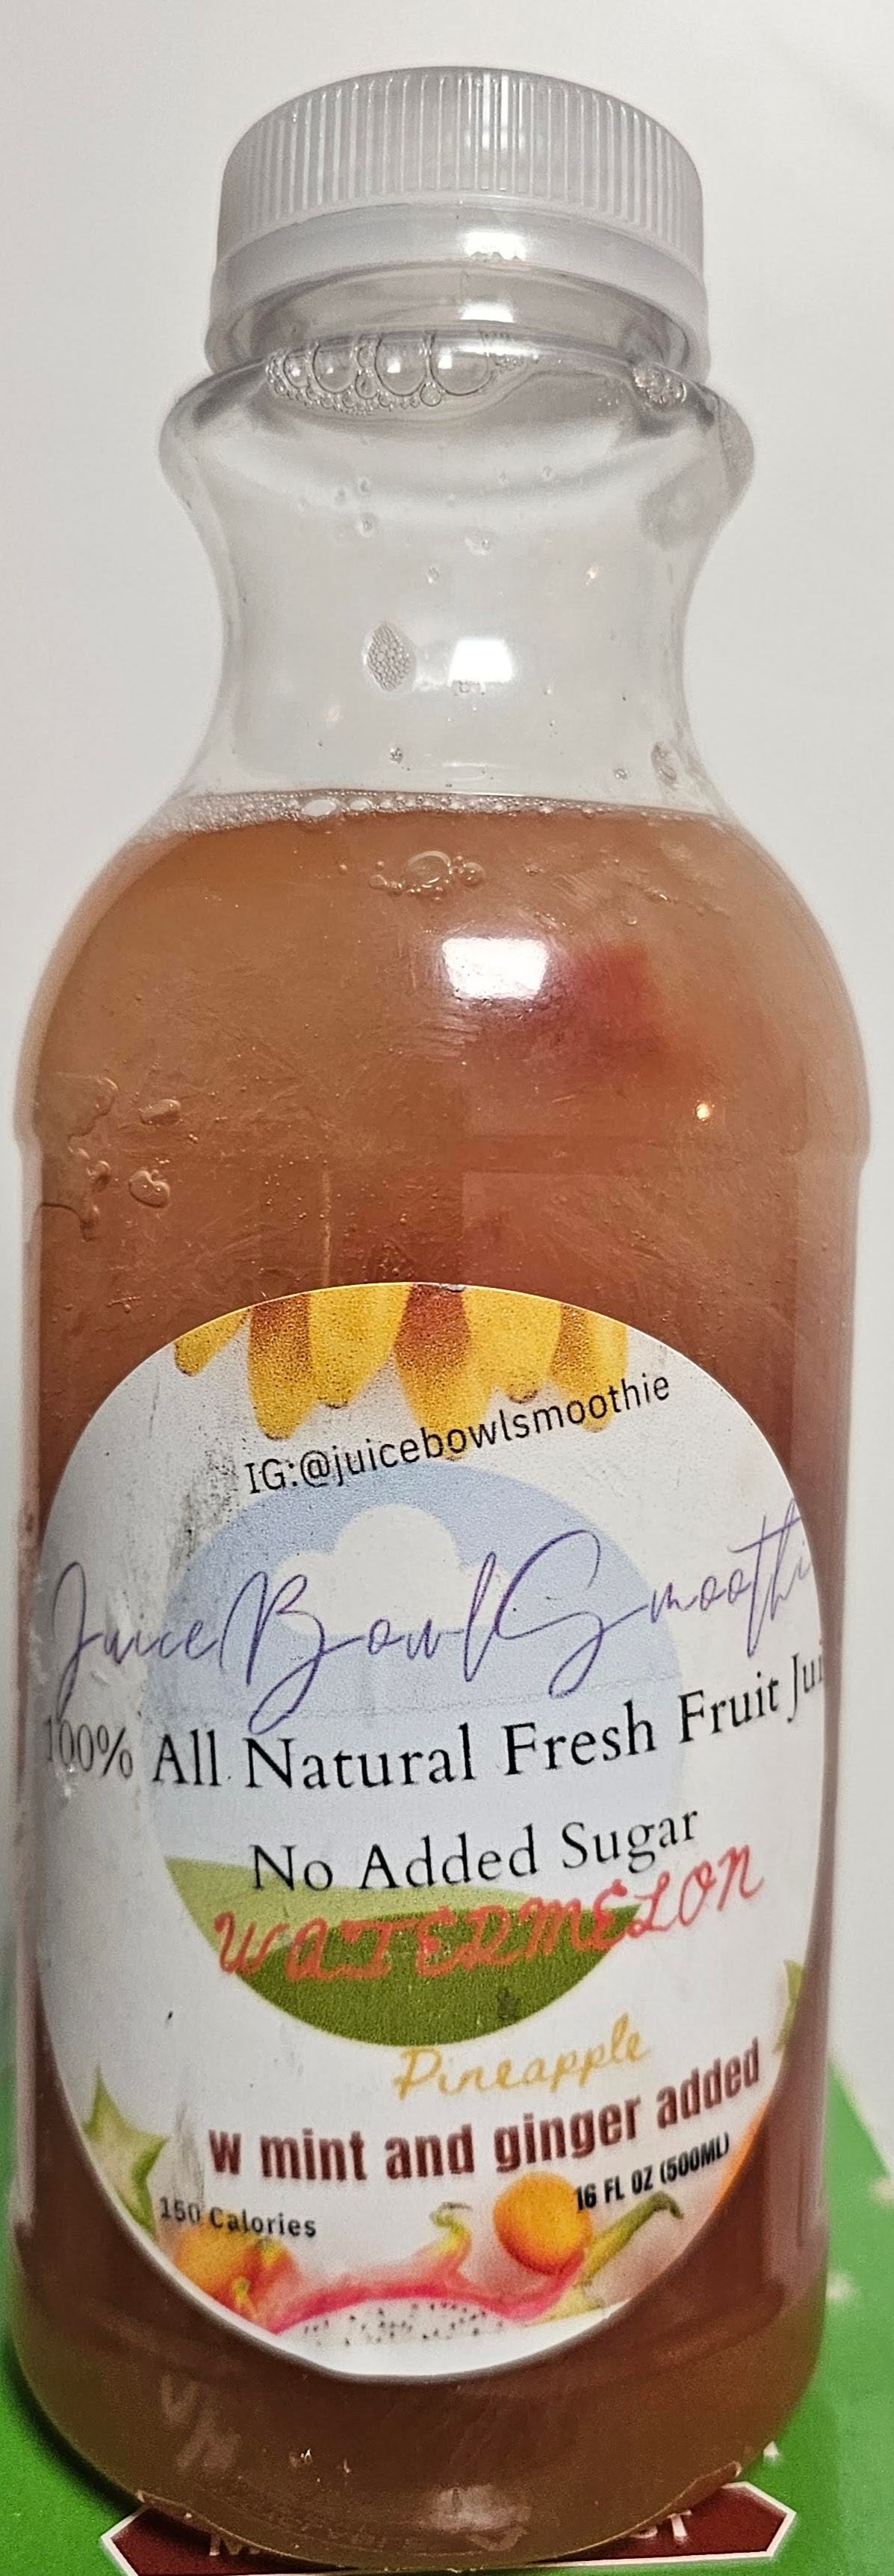 IG:@juicebowlsmoothie
JuiceBowlSmoothi
100% All Natural Fresh Fruit Jui
No Added Sugar
WATERMELON
Pineapple
w mint and ginger added
16 FL OZ (500ML)
150 Calories